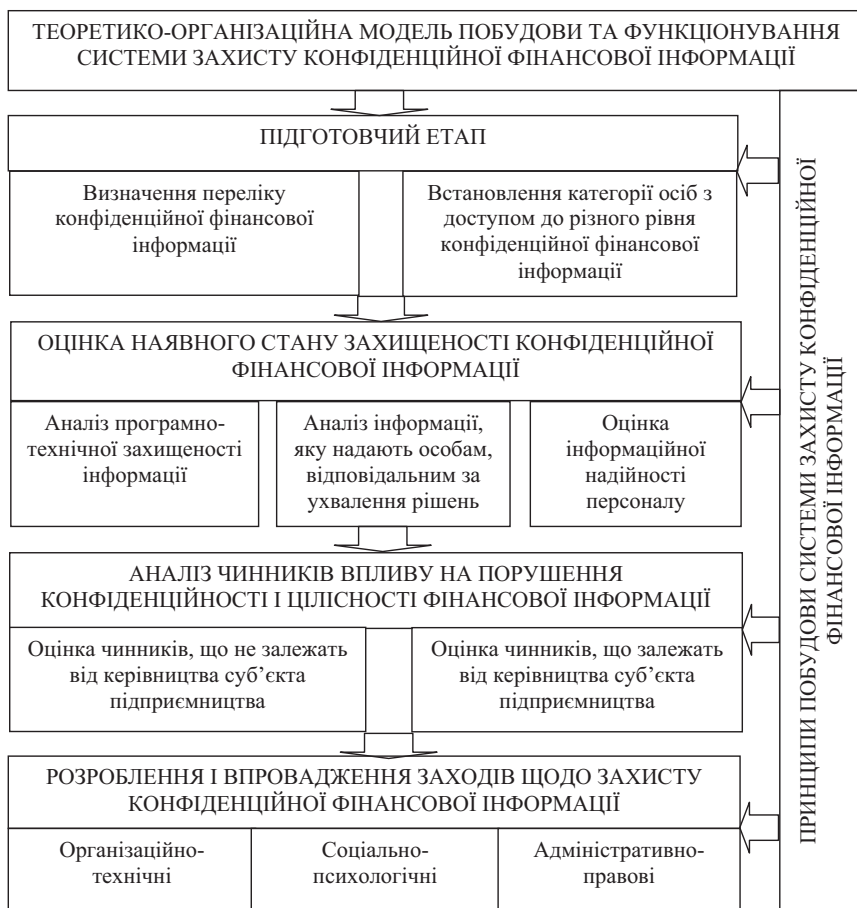 ТЕОРЕТИКО-ОРГАНІЗАЦІЙНА МОДЕЛЬ ПОБУДОВИ ТА ФУНКЦІОНУВАННЯ
СИСТЕМИ ЗАХИСТУ КОНФІДЕНЦІЙНОЇ ФІНАНСОВОЇ ІНФОРМАЦІЇ
ПІДГОТОВЧИЙ ЕТАП
Визначення переліку
конфіденційної фінансової
інформації
Встановлення категорії осіб з
доступом до різного рівня
конфіденційної фінансової
інформації
ОЦІНКА НАЯВНОГО СТАНУ ЗАХИЩЕНОСТІ КОНФІДЕНЦІЙНОЇ
ФІНАНСОВОЇ ІНФОРМАЦІЇ
Аналіз програмно-
технічної захищеності
інформації
Аналіз інформації,
яку надають особам,
відповідальним за
ухвалення рішень
Оцінка
інформаційної
надійності
персоналу
АНАЛІЗ ЧИННИКІВ ВПЛИВУ НА ПОРУШЕННЯ
КОНФІДЕНЦІЙНОСТІ І ЦІЛІСНОСТІ ФІНАНСОВОЇ ІНФОРМАЦІЇ
Оцінка чинників, що не залежать
від керівництва суб’єкта
підприємництва
Оцінка чинників, що залежать
від керівництва суб’єкта
підприємництва
РОЗРОБЛЕННЯ І ВПРОВАДЖЕННЯ ЗАХОДІВ ЩОДО ЗАХИСТУ
КОНФІДЕНЦІЙНОЇ ФІНАНСОВОЇ ІНФОРМАЦІЇ
Організаційно-
технічні
Соціально-
психологічні
Адміністративно-
правові
ПРИНЦИПИ ПОБУДОВИ СИСТЕМИ ЗАХИСТУ КОНФІДЕНЦІЙНОЇ
ФІНАНСОВОЇ ІНФОРМАЦІЇ